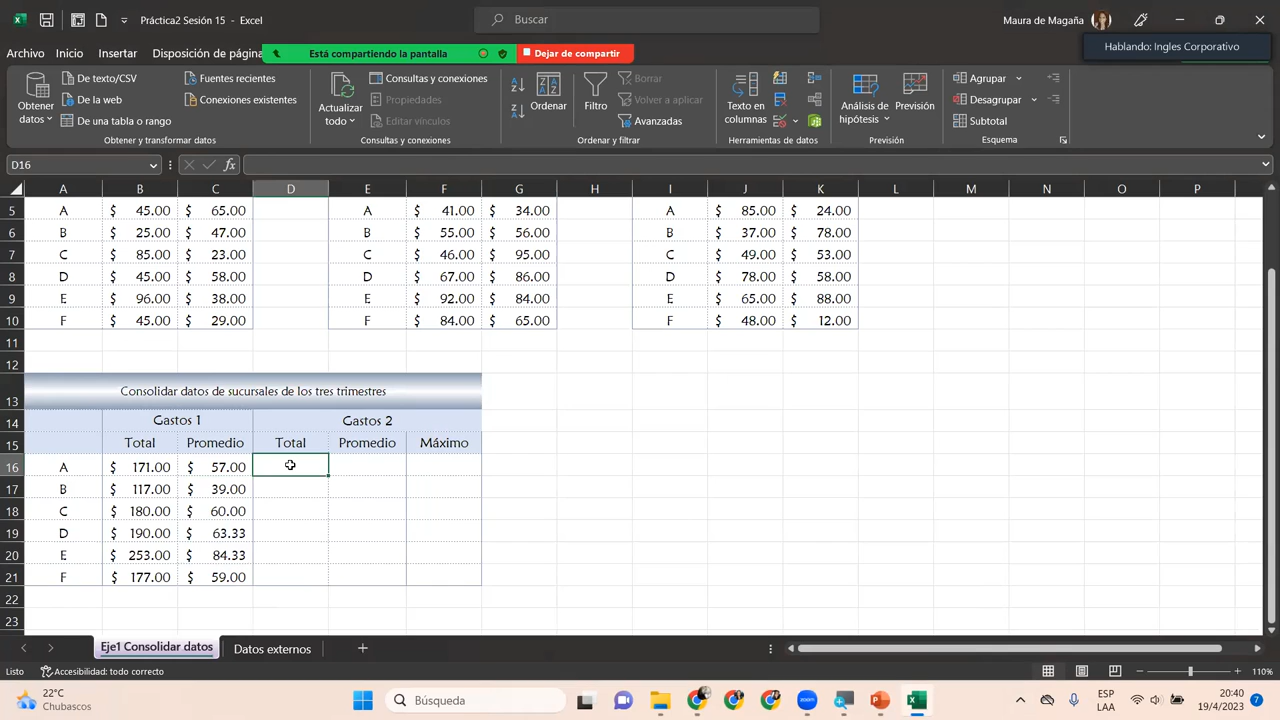 Práctica2 Sesión 15 - Excel
Buscar
Maura de Magaña
Archivo Inicio Insertar Disposición de página
Está compartiendo la pantalla
Dejar de compartir
Hablando: Ingles Corporativo
Obtener datos
De texto/CSV
De la web
De una tabla o rango
Fuentes recientes
Conexiones existentes
Obtener y transformar datos
Actualizar todo
Consultas y conexiones
Propiedades
Editar vínculos
Consultas y conexiones
Ordenar
Filtro
Borrar
Volver a aplicar
Avanzadas
Ordenar y filtrar
Texto en columnas
Herramientas de datos
Análisis de hipótesis
Previsión
Previsión
Agrupar
Desagrupar
Subtotal
Esquema
D16
fx
A B C D E F G H I J K L M N O P
5 A $ 45.00 $ 65.00 A $ 41.00 $ 34.00 A $ 85.00 $ 24.00
6 B $ 25.00 $ 47.00 B $ 55.00 $ 56.00 B $ 37.00 $ 78.00
7 C $ 85.00 $ 23.00 C $ 46.00 $ 95.00 C $ 49.00 $ 53.00
8 D $ 45.00 $ 58.00 D $ 67.00 $ 86.00 D $ 78.00 $ 58.00
9 E $ 96.00 $ 38.00 E $ 92.00 $ 84.00 E $ 65.00 $ 88.00
10 F $ 45.00 $ 29.00 F $ 84.00 $ 65.00 F $ 48.00 $ 12.00
11
12
13 Consolidar datos de sucursales de los tres trimestres
14 Gastos 1 Gastos 2
15 Total Promedio Total Promedio Máximo
16 A $ 171.00 $ 57.00
17 B $ 117.00 $ 39.00
18 C $ 180.00 $ 60.00
19 D $ 190.00 $ 63.33
20 E $ 253.00 $ 84.33
21 F $ 177.00 $ 59.00
22
23
Eje1 Consolidar datos Datos externos
Listo Accesibilidad: todo correcto 110%
22°C
Chubascos
Búsqueda
zoom
ESP
LAA
20:40
19/4/2023
7